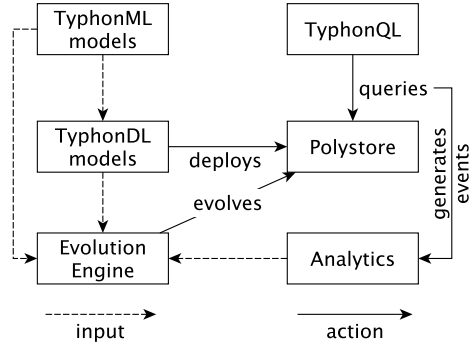 TyphonML
models
TyphonQL
queries
TyphonDL
models
deploys
Polystore
generates
events
evolves
Evolution
Engine
Analytics
input
action